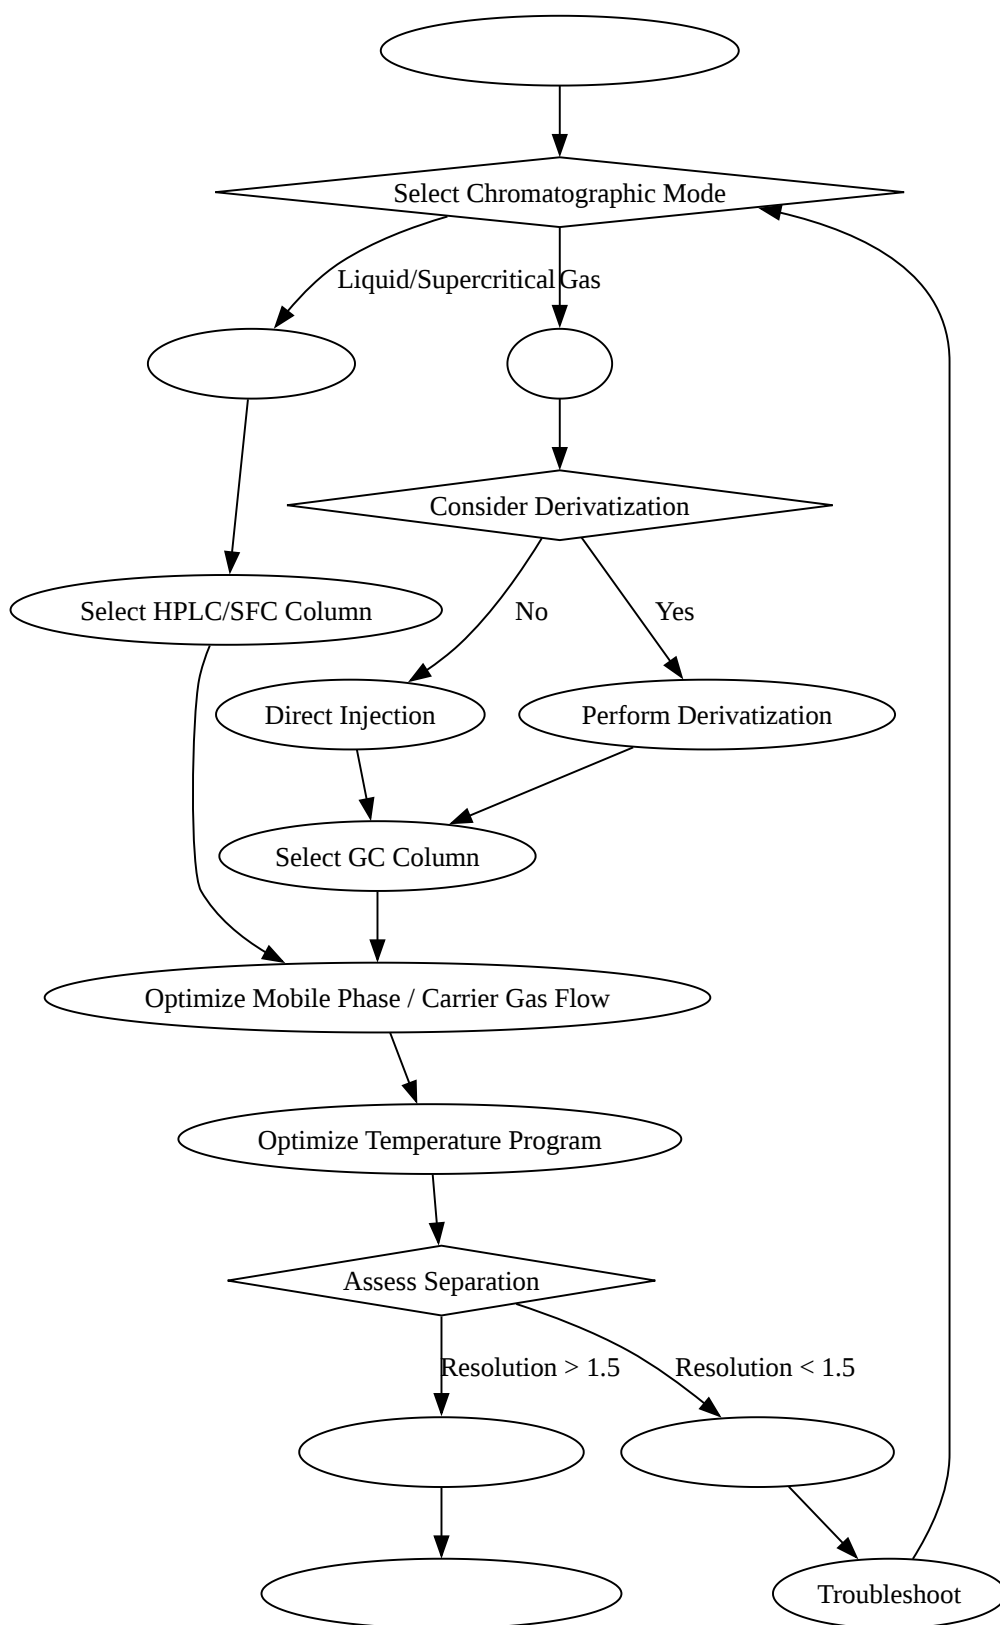 Select Chromatographic Mode
Liquid/Supercritical
Gas
Consider Derivatization
No
Yes
Select HPLC/SFC Column
Direct Injection
Perform Derivatization
Select GC Column
Optimize Mobile Phase / Carrier Gas Flow
Optimize Temperature Program
Assess Separation
Resolution > 1.5
Resolution < 1.5
Troubleshoot